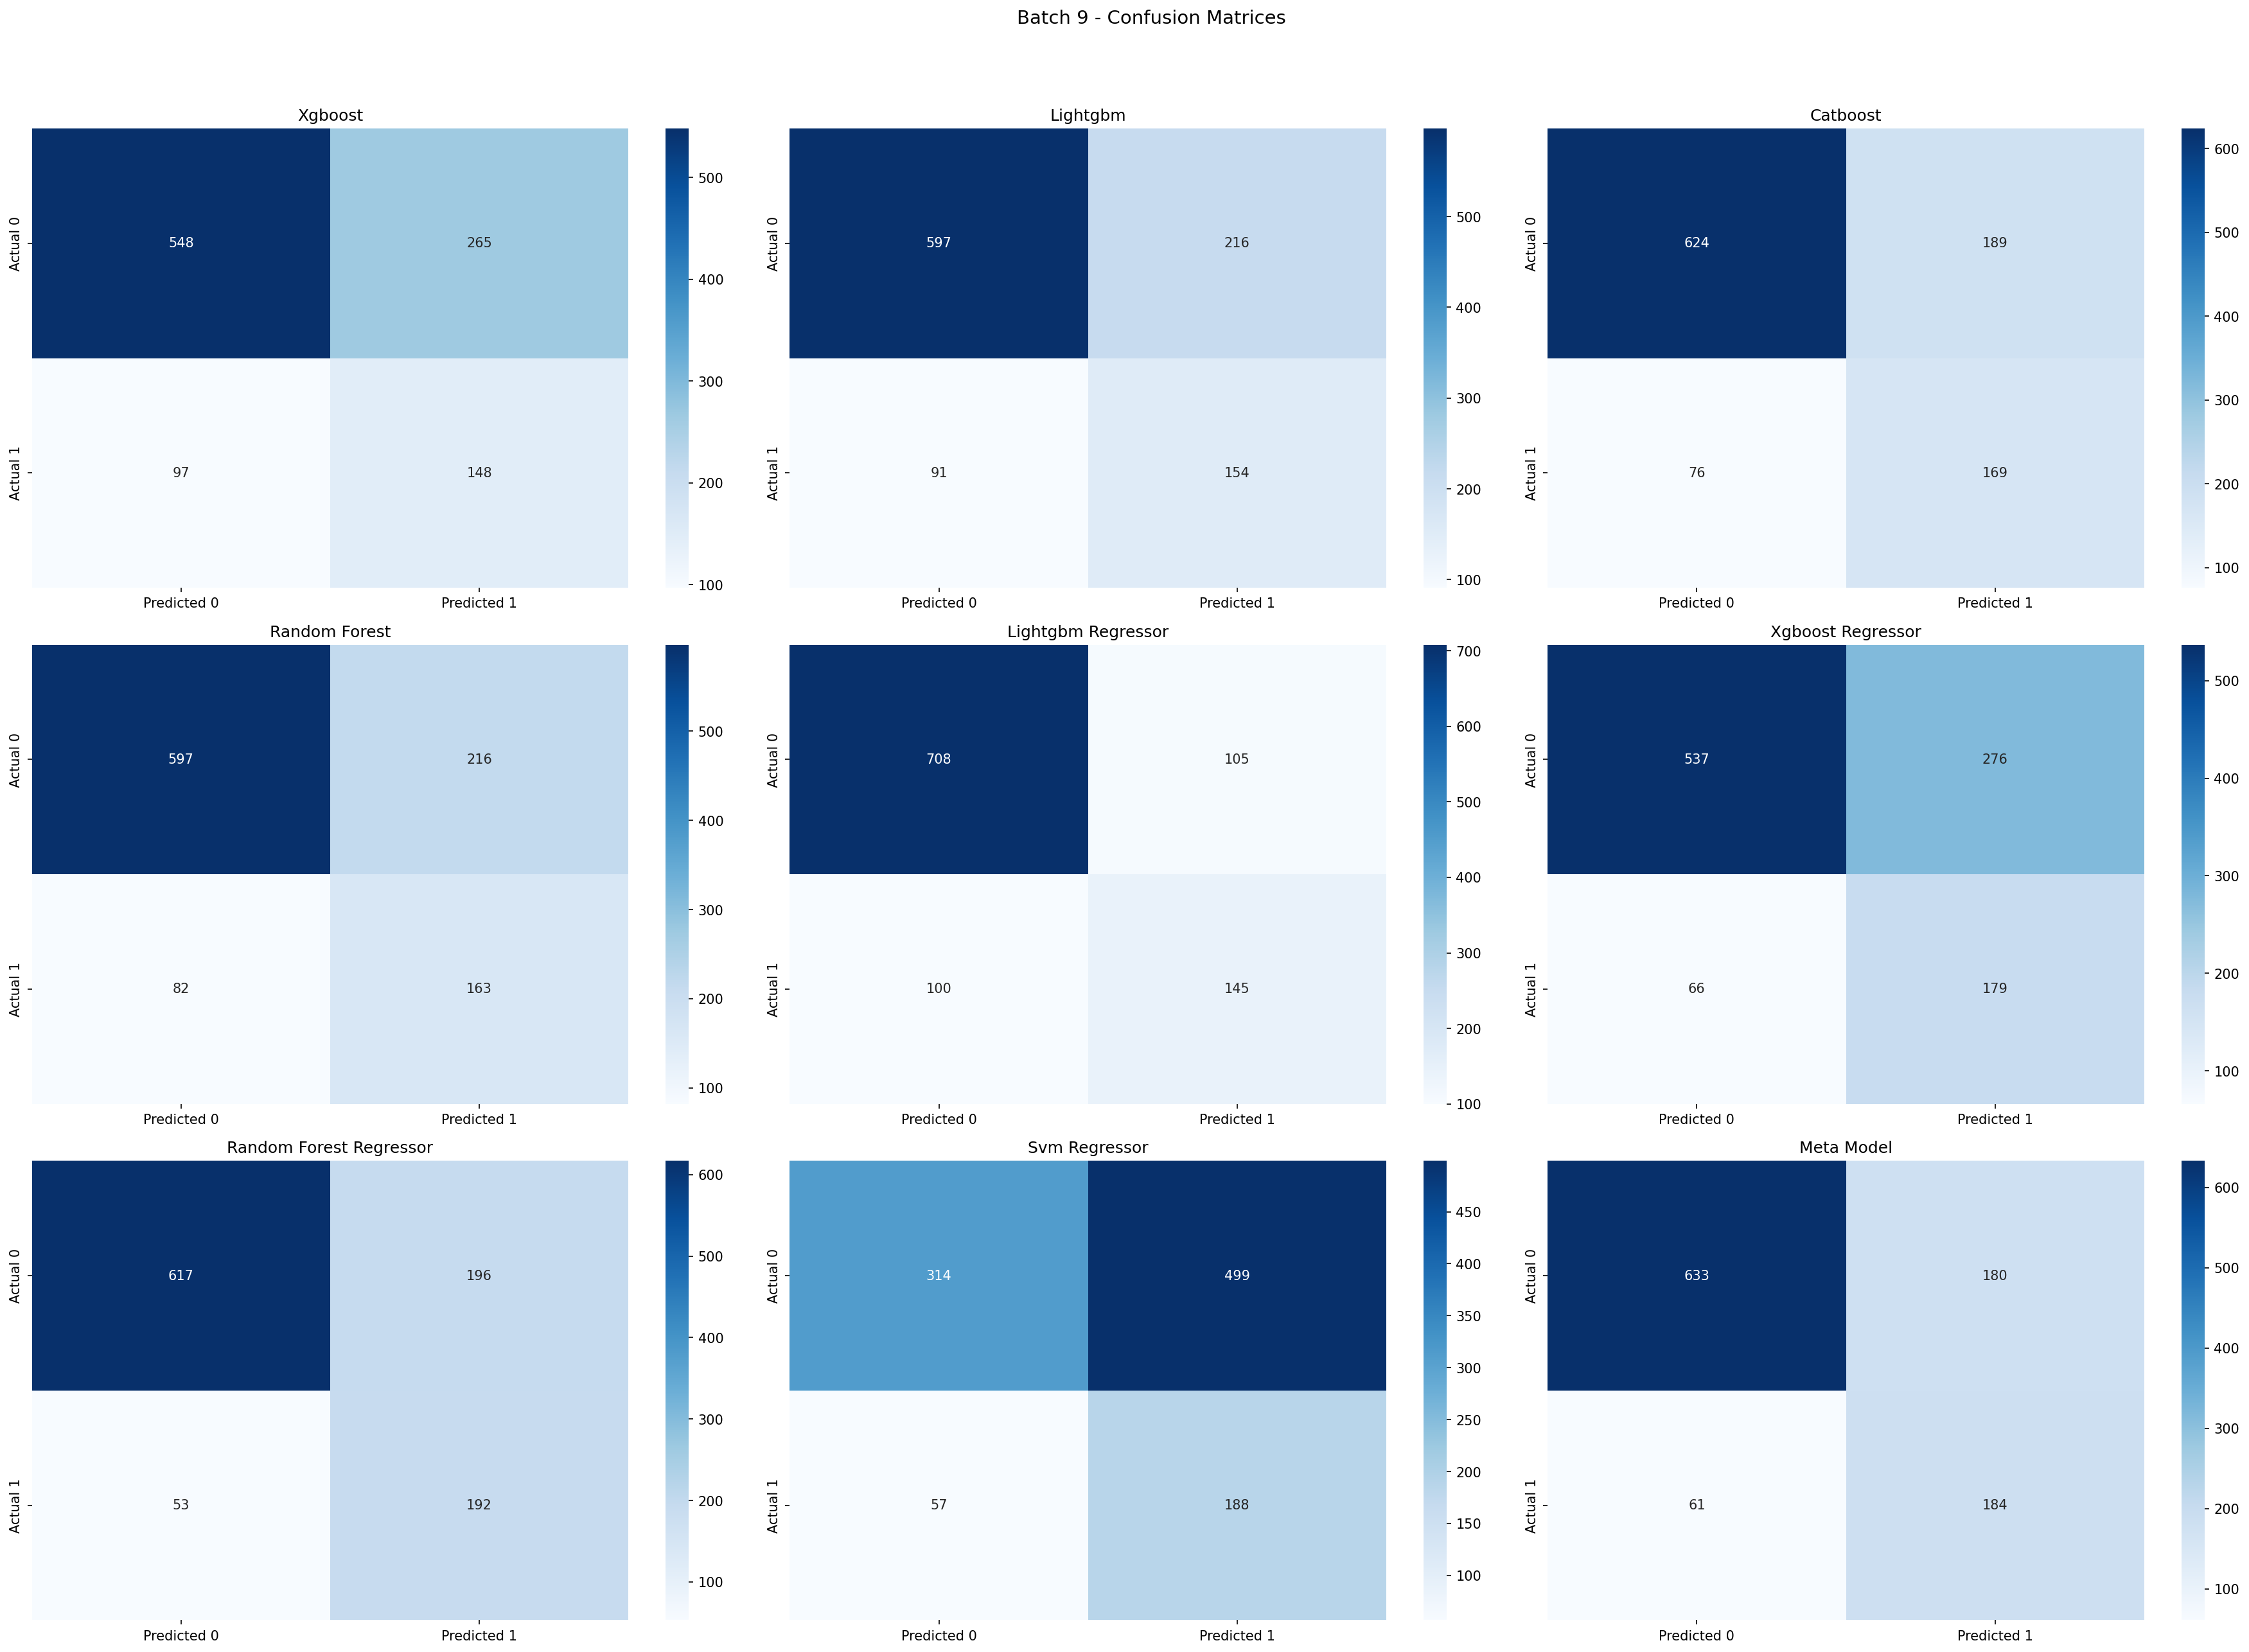 Batch 9 - Confusion Matrices
Xgboost
Actual 0
548
265
Actual 1
97
148
Predicted 0
Predicted 1
500
400
300
200
100
Lightgbm
Actual 0
597
216
Actual 1
91
154
Predicted 0
Predicted 1
500
400
300
200
100
Catboost
Actual 0
624
189
Actual 1
76
169
Predicted 0
Predicted 1
600
500
400
300
200
100
Random Forest
Actual 0
597
216
Actual 1
82
163
Predicted 0
Predicted 1
500
400
300
200
100
Lightgbm Regressor
Actual 0
708
105
Actual 1
100
145
Predicted 0
Predicted 1
700
600
500
400
300
200
100
Xgboost Regressor
Actual 0
537
276
Actual 1
66
179
Predicted 0
Predicted 1
500
400
300
200
100
Random Forest Regressor
Actual 0
617
196
Actual 1
53
192
Predicted 0
Predicted 1
600
500
400
300
200
100
Svm Regressor
Actual 0
314
499
Actual 1
57
188
Predicted 0
Predicted 1
450
400
350
300
250
200
150
100
Meta Model
Actual 0
633
180
Actual 1
61
184
Predicted 0
Predicted 1
600
500
400
300
200
100